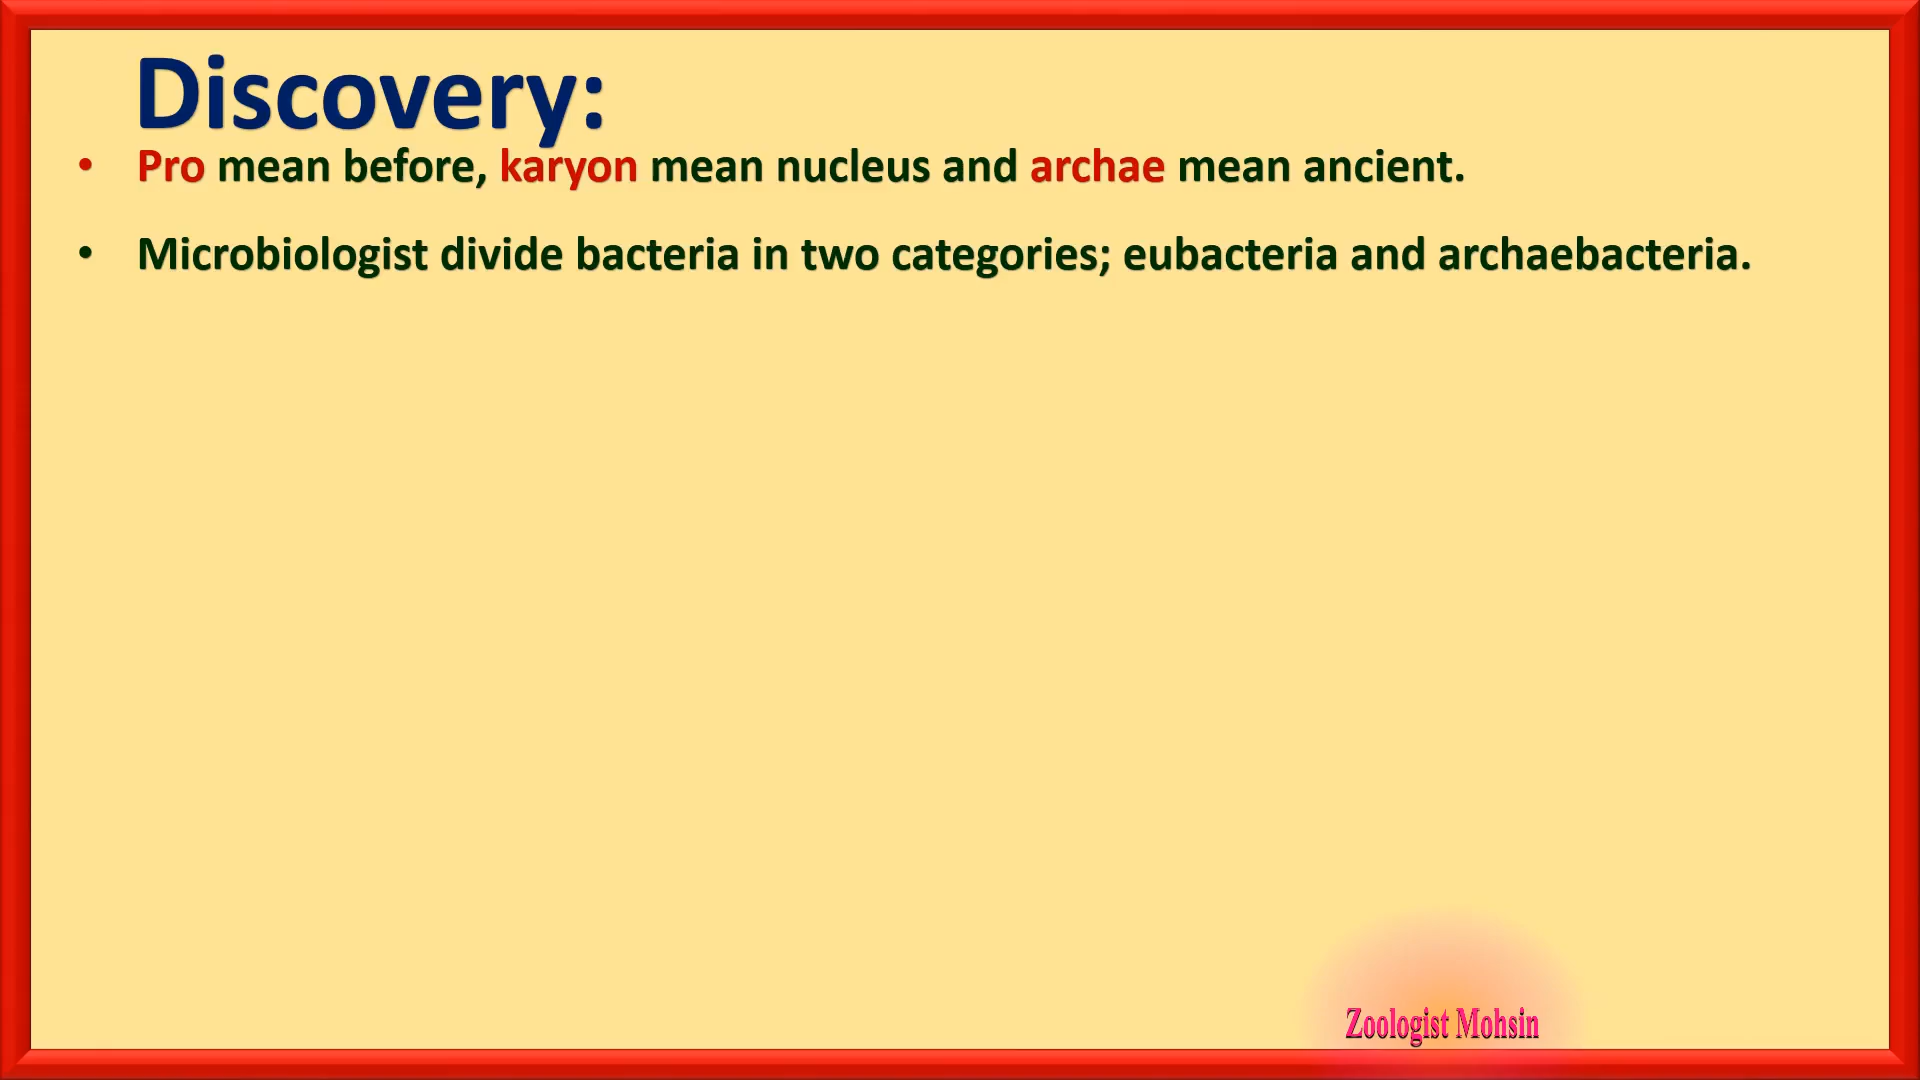 Discovery:
• Pro mean before, karyon mean nucleus and archae mean ancient.
• Microbiologist divide bacteria in two categories; eubacteria and archaebacteria.
Zoologist Mohsin